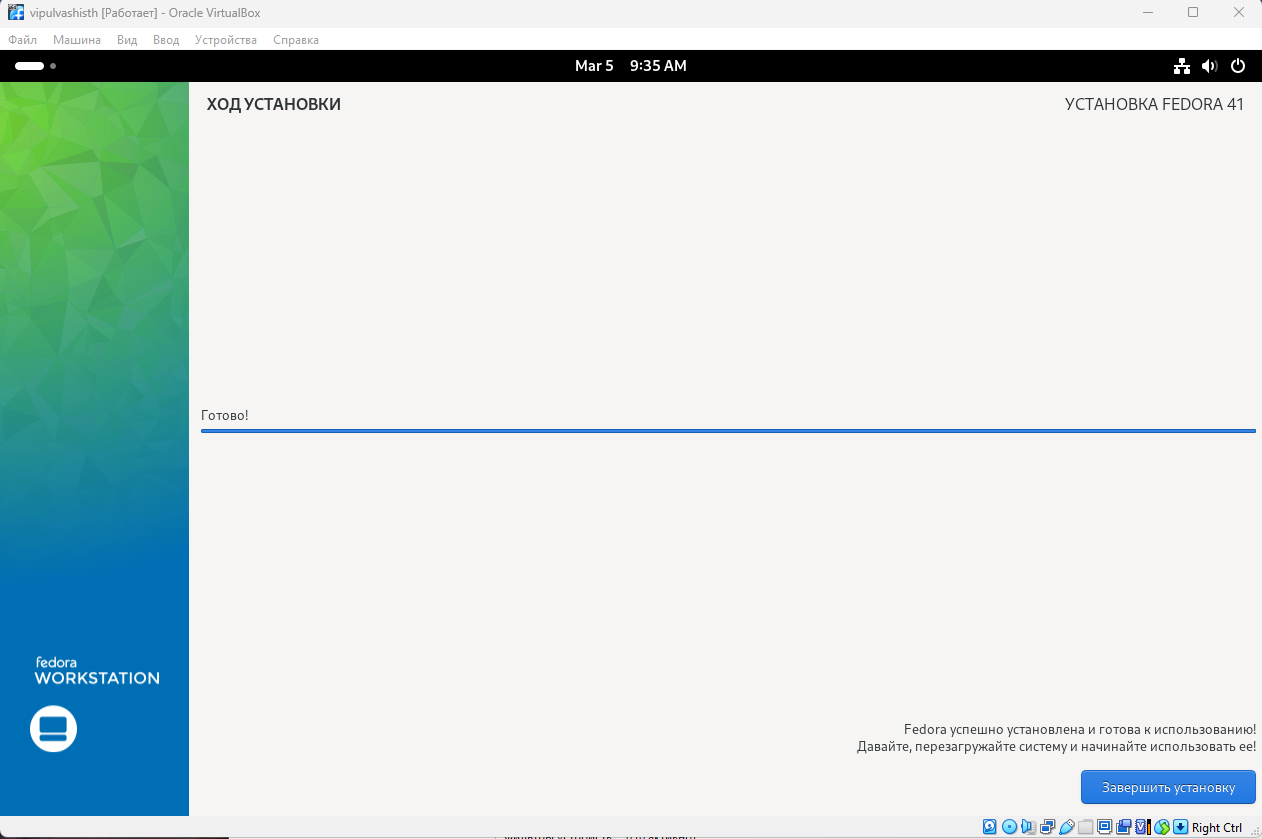 vipulvashisth [Работает] - Oracle VirtualBox
Файл Машина Вид Ввод Устройства Справка
Mar 5 9:35 AM
ХОД УСТАНОВКИ
УСТАНОВКА FEDORA 41
Готово!
fedora
WORKSTATION
Fedora успешно установлена и готова к использованию!
Давайте, перезагружайте систему и начинайте использовать ее!
Завершить установку
Right Ctrl